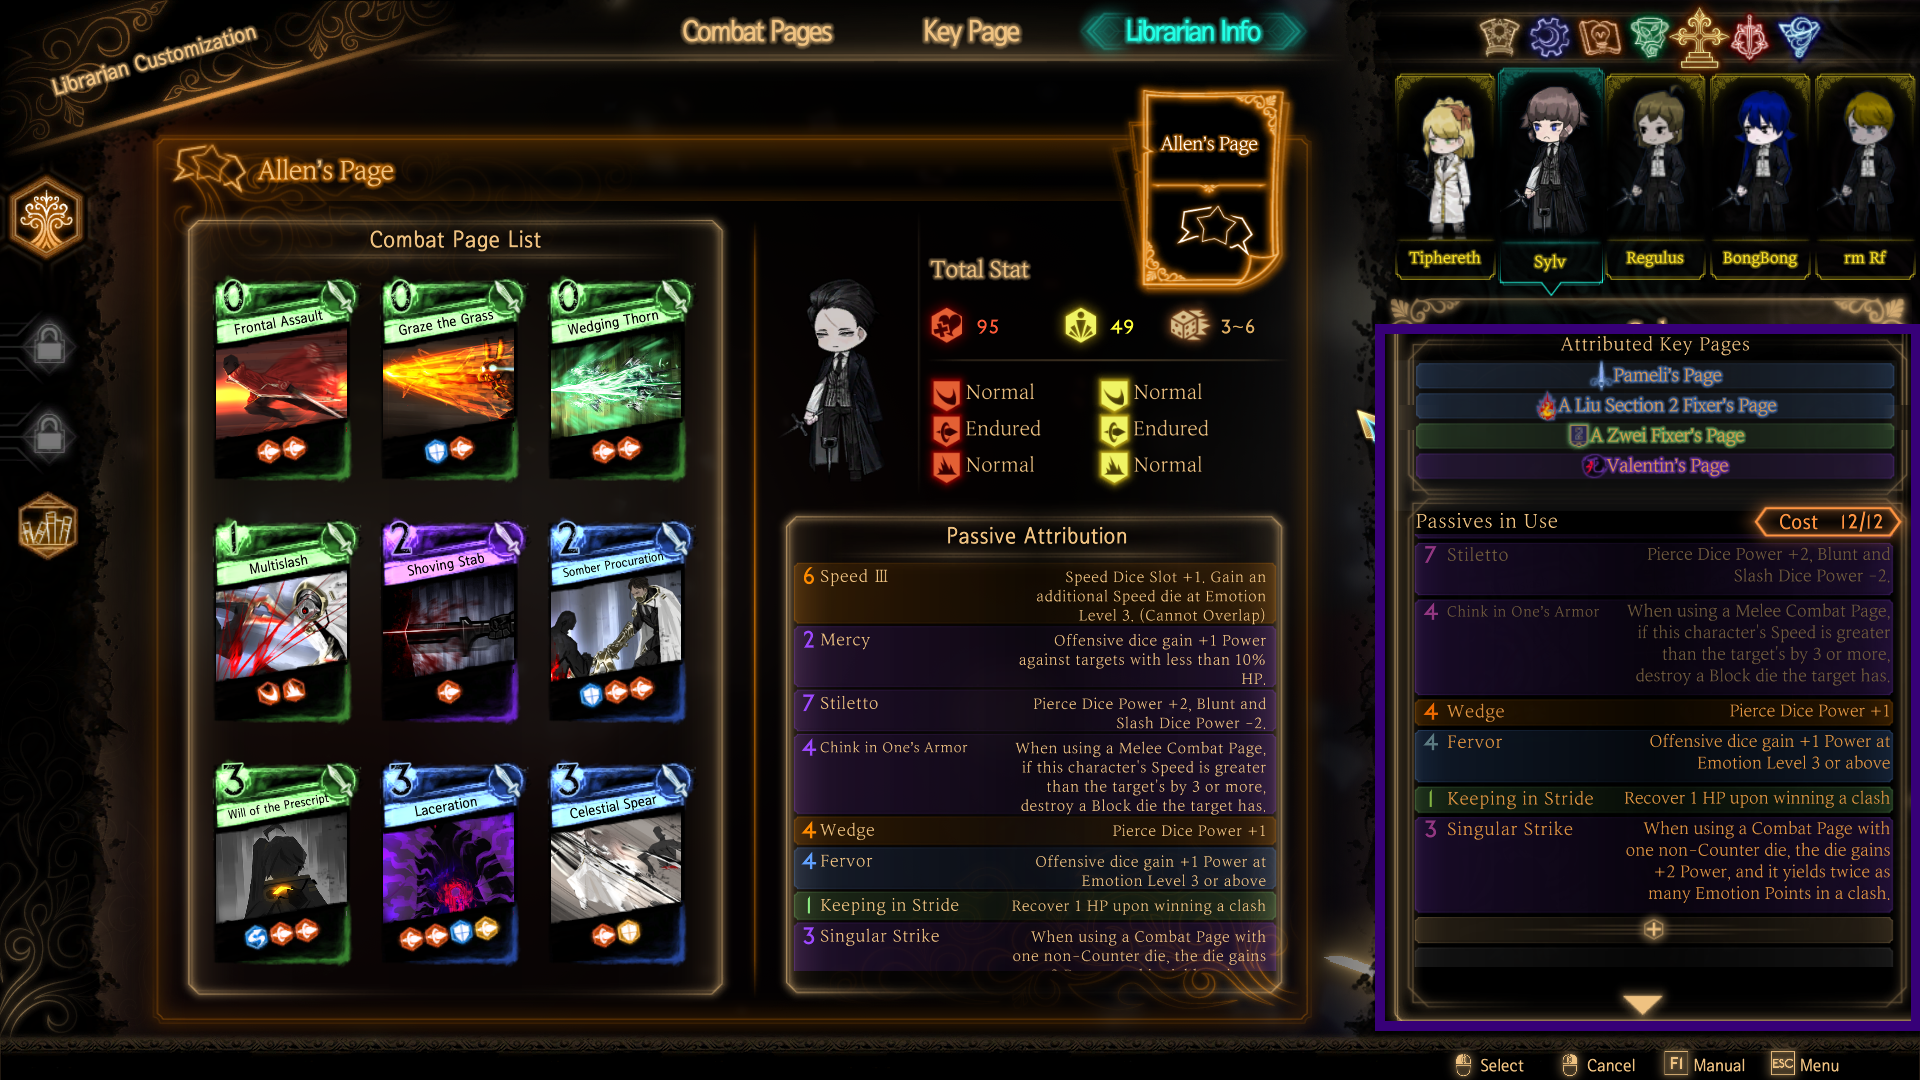 Librarian Customization
Combat Pages
Key Page
Librarian Info
Allen's Page
Combat Page List
0
Frontal Assault
0
Graze the Grass
0
Wedging Thorn
1
Multislash
2
Shoving Stab
2
Somber Procuration
3
Will of the Prescript
3
Laceration
3
Celestial Spear
Allen's Page
Total Stat
95
49
3~6
Normal
Normal
Endured
Endured
Normal
Normal
Passive Attribution
6 Speed III
Speed Dice Slot +1. Gain an
additional Speed die at Emotion
Level 3. (Cannot Overlap)
2 Mercy
Offensive dice gain +1 Power
against targets with less than 10%
HP.
7 Stiletto
Pierce Dice Power +2, Blunt and
Slash Dice Power -2.
4 Chink in One's Armor
When using a Melee Combat Page,
if this character's Speed is greater
than the target's by 3 or more,
destroy a Block die the target has.
4 Wedge
Pierce Dice Power +1
4 Fervor
Offensive dice gain +1 Power at
Emotion Level 3 or above
1 Keeping in Stride
Recover 1 HP upon winning a clash
3 Singular Strike
When using a Combat Page with
one non-Counter die, the die gains
Tiphereth
Sylv
Regulus
BongBong
rm Rf
Attributed Key Pages
Pameli's Page
A Liu Section 2 Fixer's Page
A Zwei Fixer's Page
Valentin's Page
Passives in Use
Cost 12/12
7 Stiletto
Pierce Dice Power +2, Blunt and
Slash Dice Power -2.
4 Chink in One's Armor
When using a Melee Combat Page,
if this character's Speed is greater
than the target's by 3 or more,
destroy a Block die the target has.
4 Wedge
Pierce Dice Power +1
4 Fervor
Offensive dice gain +1 Power at
Emotion Level 3 or above
1 Keeping in Stride
Recover 1 HP upon winning a clash
3 Singular Strike
When using a Combat Page with
one non-Counter die, the die gains
+2 Power, and it yields twice as
many Emotion Points in a clash.
Select
Cancel
F1 Manual
ESC Menu